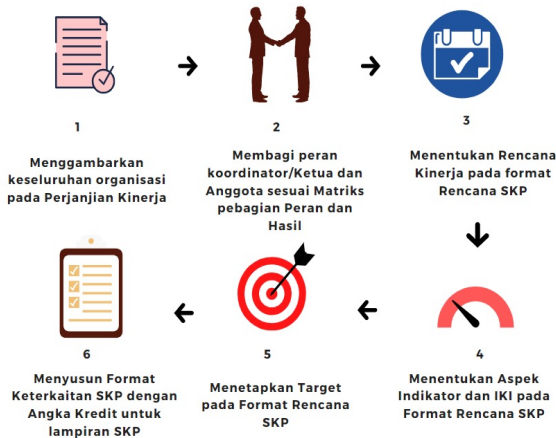 1
Menggambarkan
keseluruhan organisasi
pada Perjanjian Kinerja
2
Membagi peran
koordinator/Ketua dan
Anggota sesuai Matriks
pebagian Peran dan
Hasil
3
Menentukan Rencana
Kinerja pada format
Rencana SKP
4
Menentukan Aspek
Indikator dan IKI pada
Format Rencana SKP
5
Menetapkan Target
pada Format Rencana
SKP
6
Menyusun Format
Keterkaitan SKP dengan
Angka Kredit untuk
lampiran SKP